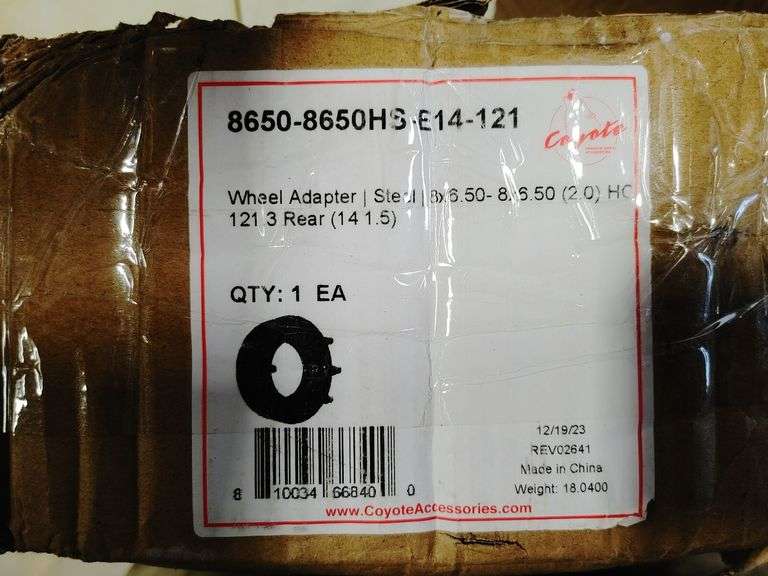 8650-8650HS-E14-121
Coyote
Wheel Adapter | Steel | 8x6.50- 8x6.50 (2.0) HC
121.3 Rear (14 1.5)
QTY: 1 EA
12/19/23
REV02641
Made in China
Weight: 18.0400
8 10034 66840 0
www.CoyoteAccessories.com